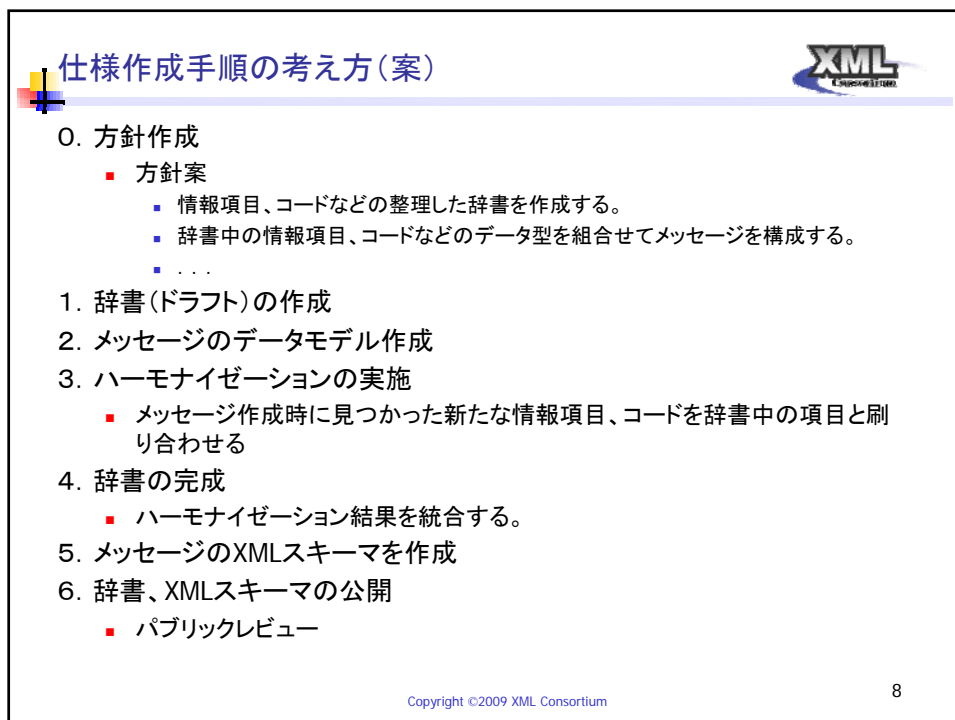 仕様作成手順の考え方（案）
XML
Consortium
０．方針作成
方針案
情報項目、コードなどの整理した辞書を作成する。
辞書中の情報項目、コードなどのデータ型を組合せてメッセージを構成する。
. . .
１．辞書（ドラフト）の作成
２．メッセージのデータモデル作成
３．ハーモナイゼーションの実施
メッセージ作成時に見つかった新たな情報項目、コードを辞書中の項目と刷
り合わせる
４．辞書の完成
ハーモナイゼーション結果を統合する。
５．メッセージのXMLスキーマを作成
６．辞書、XMLスキーマの公開
パブリックレビュー
Copyright ©2009 XML Consortium
8